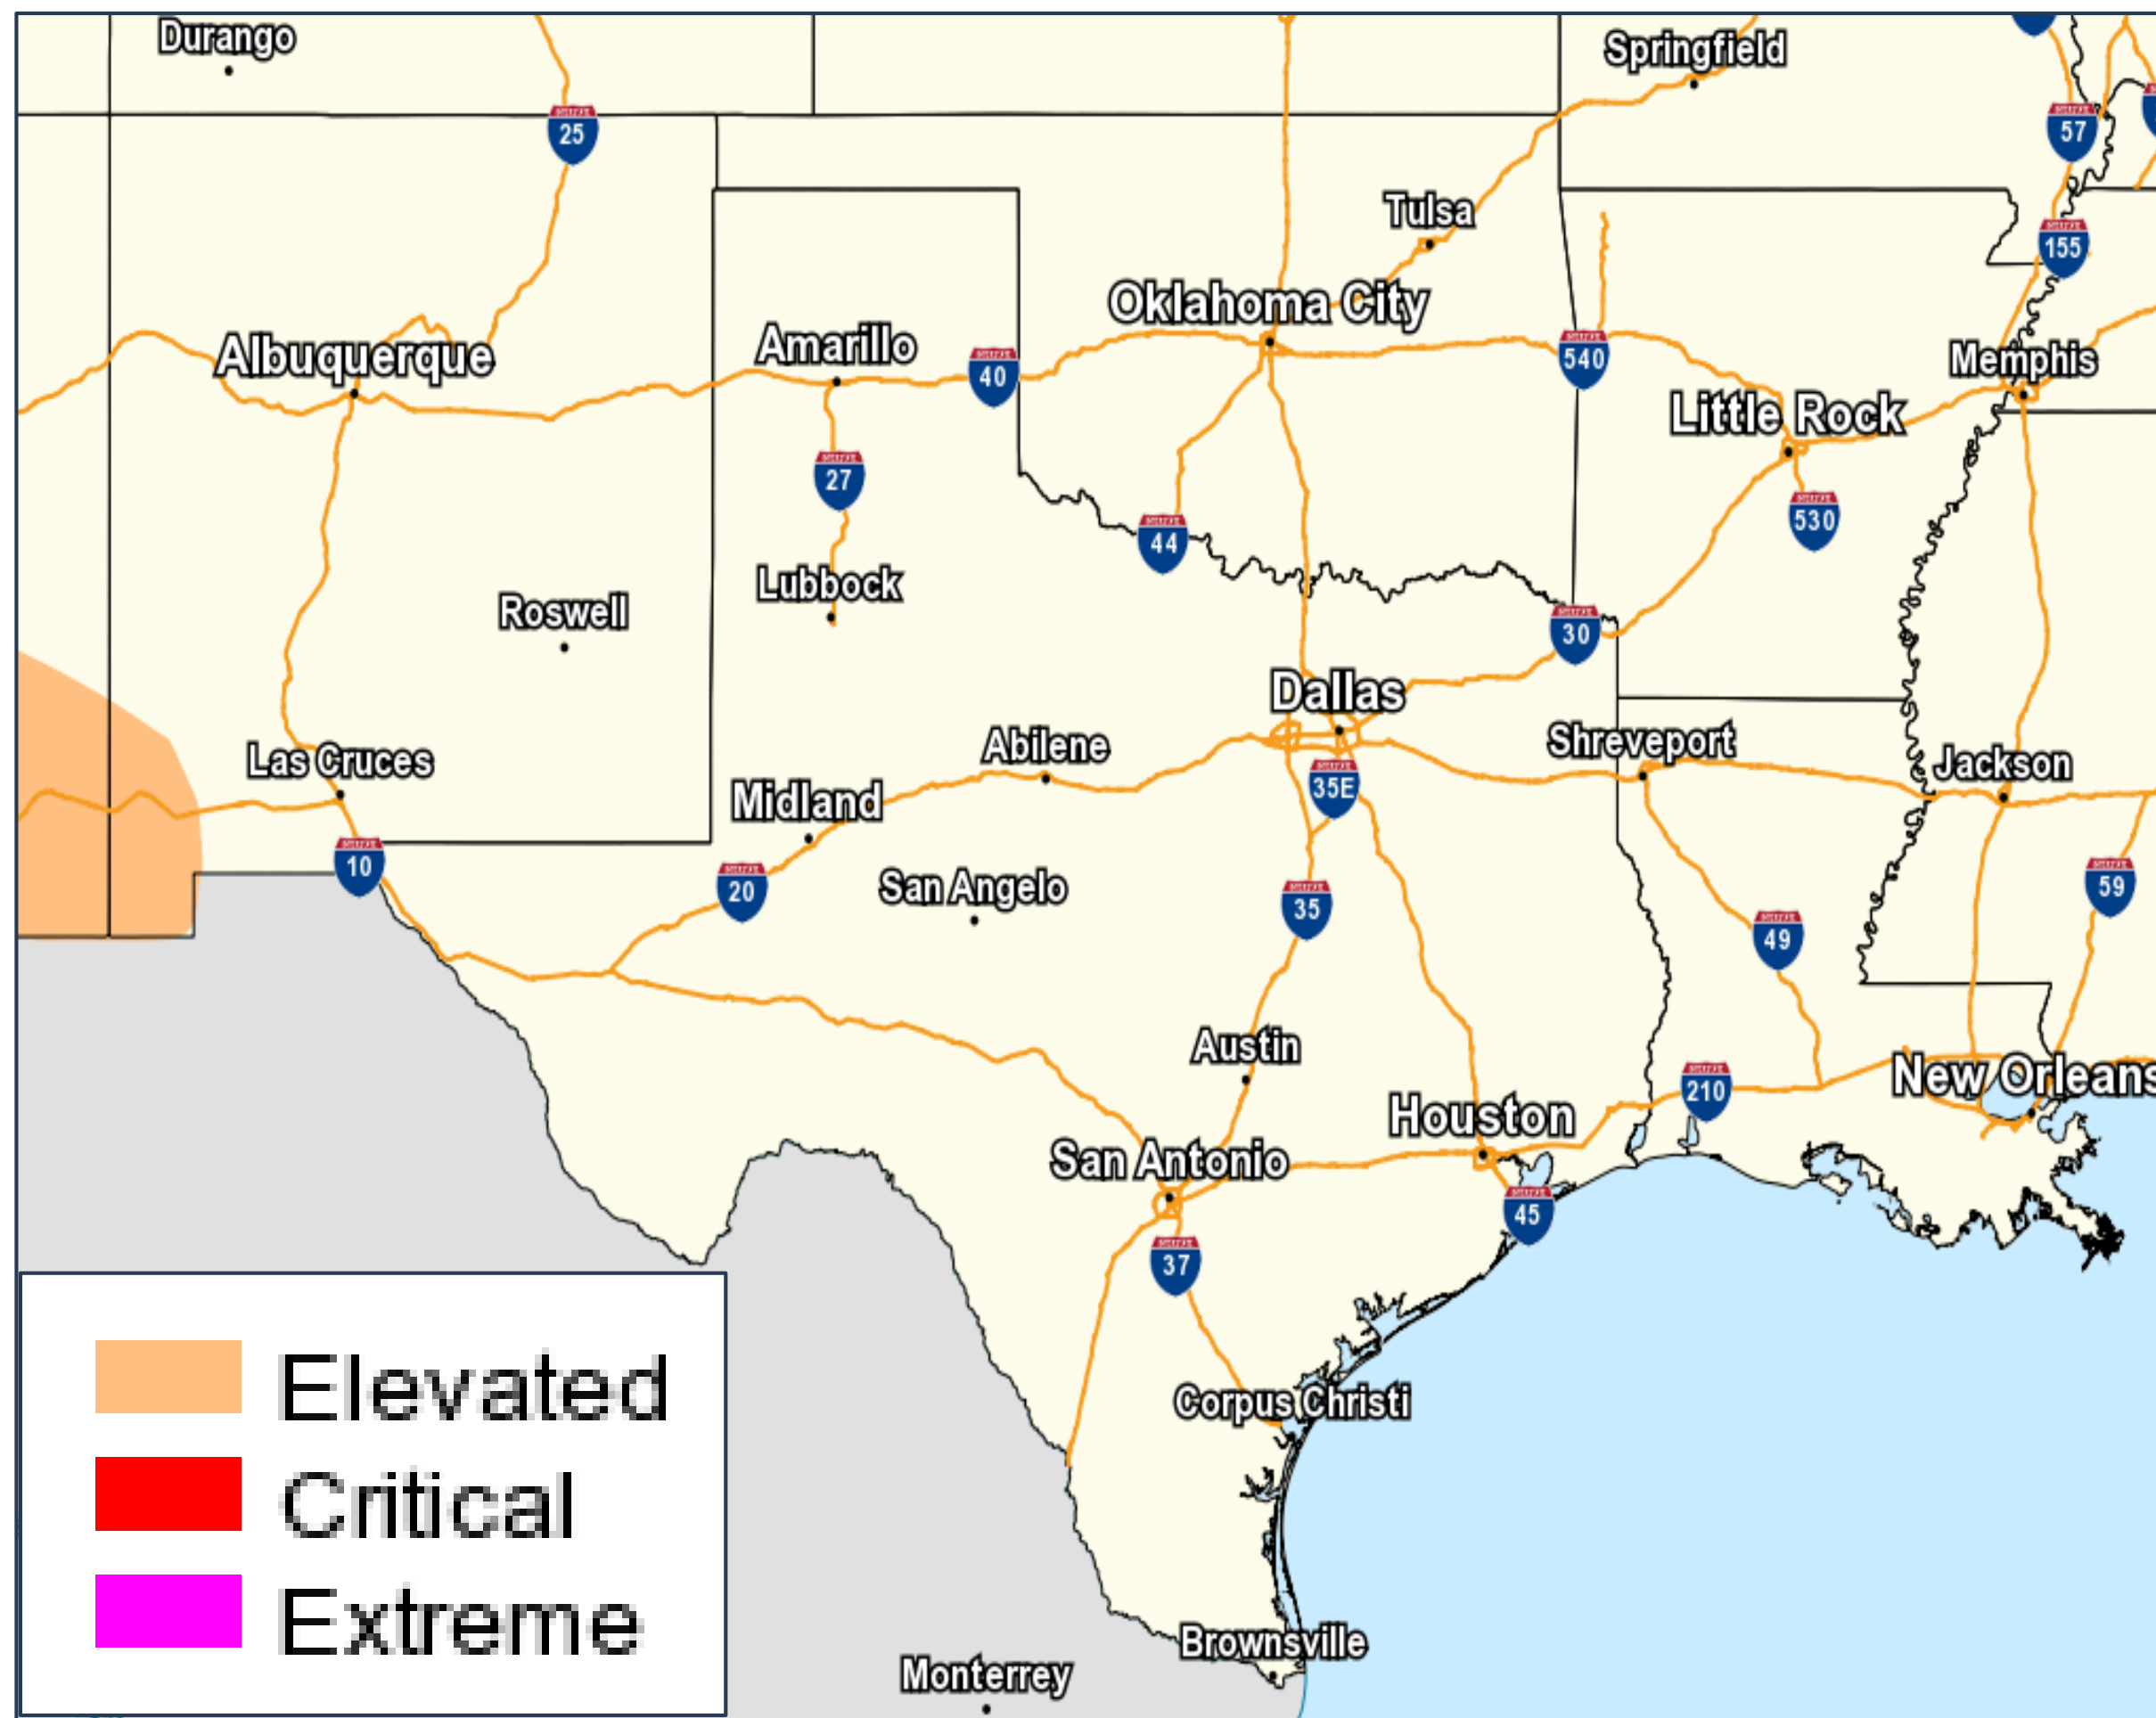 Durango
Springfield
25
57
Tulsa
155
Oklahoma City
Albuquerque
Amarillo
40
540
Memphis
Little Rock
27
530
44
Lubbock
Roswell
30
Dallas
Las Cruces
Abilene
Shreveport
Jackson
Midland
35E
10
20
San Angelo
35
59
49
Austin
New Orleans
210
Houston
San Antonio
45
37
Corpus Christi
Elevated
Critical
Extreme
Brownsville
Monterrey